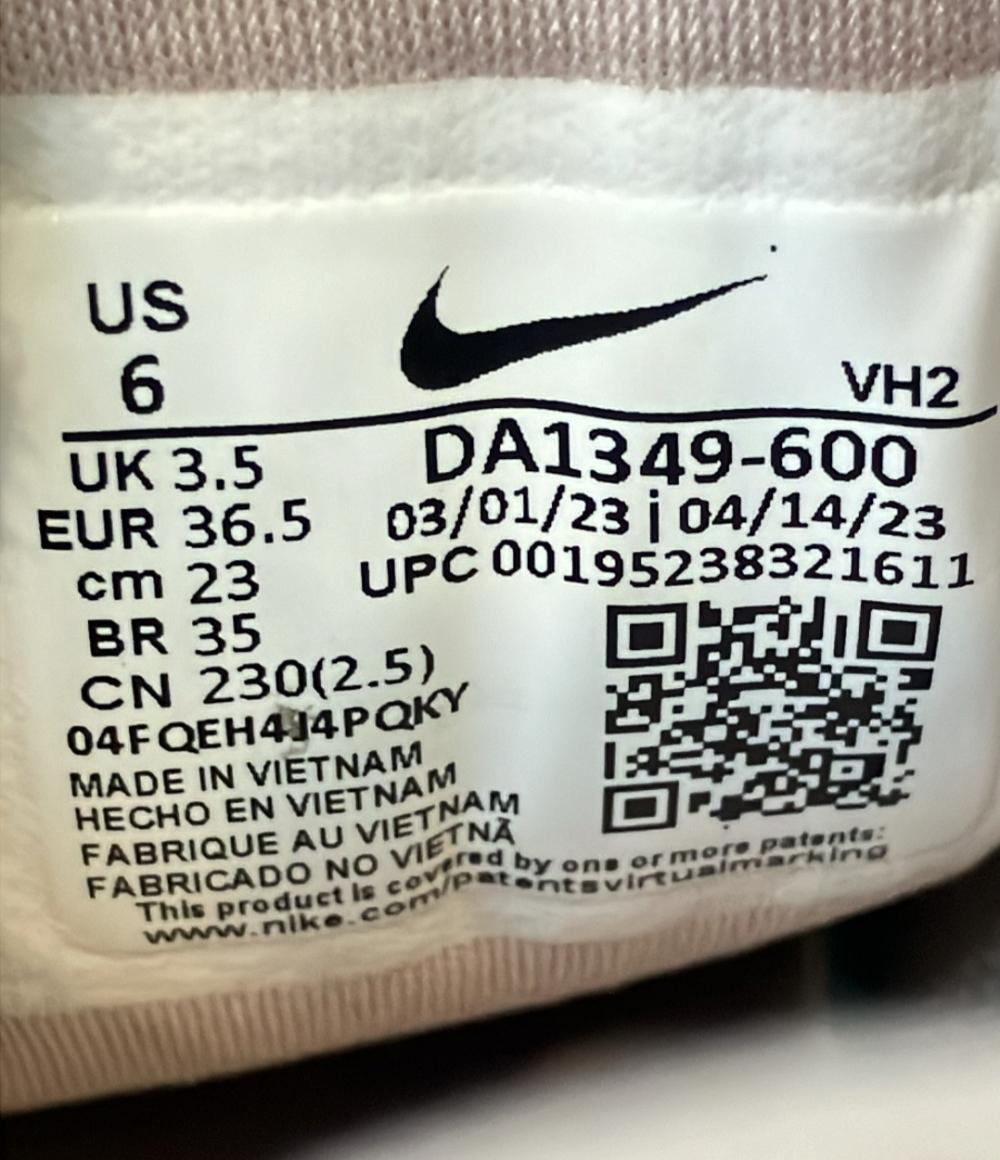 US
6
VH2
UK 3.5
EUR 36.5
cm 23
BR 35
CN 230(2.5)
04FQEH4J4PQKY
DA1349-600
03/01/23 | 04/14/23
UPC 00195238321611
MADE IN VIETNAM
HECHO EN VIETNAM
FABRIQUE AU VIETNAM
FABRICADO NO VIETNÃ
This product is covered by one or more patents:
www.nike.com/patentsvirtualmarking